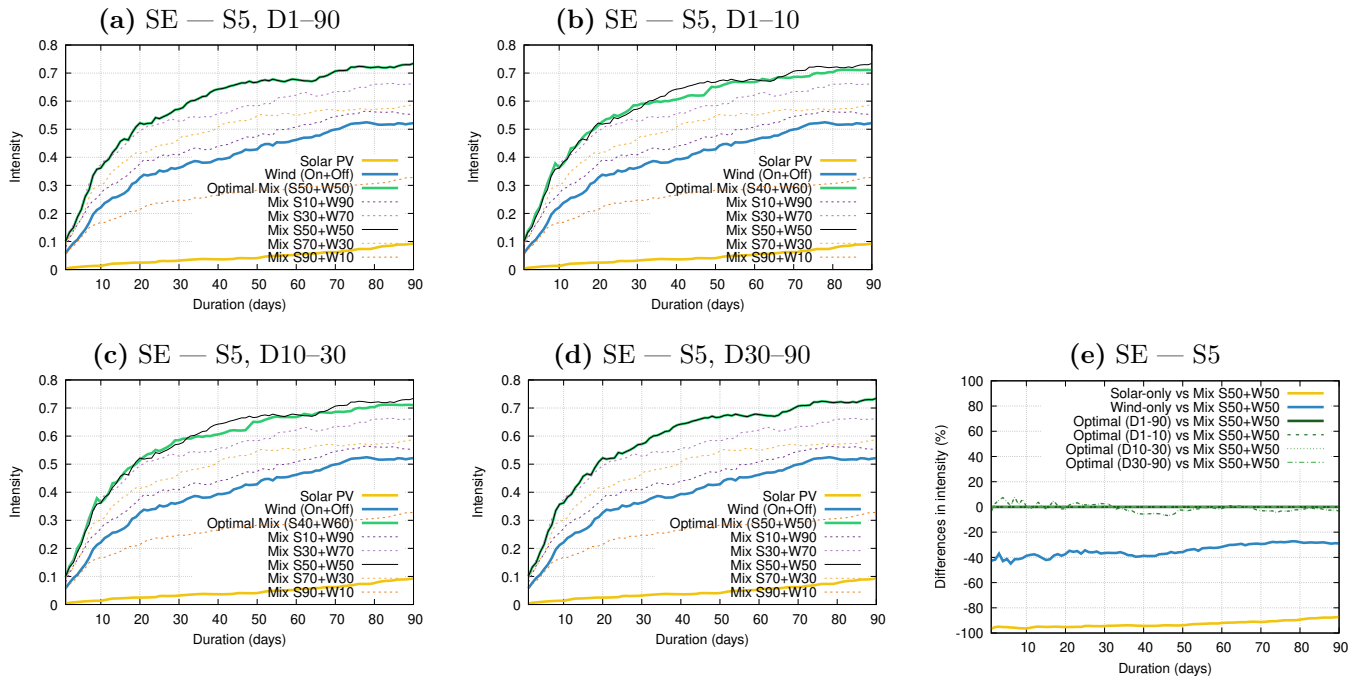 (a) SE — S5, D1–90
0.8
0.7
0.6
0.5
0.4
0.3
0.2
0.1
0
Intensity
10 20 30 40 50 60 70 80 90
Duration (days)
Solar PV
Wind (On+Off)
Optimal Mix (S50+W50)
Mix S10+W90
Mix S30+W70
Mix S50+W50
Mix S70+W30
Mix S90+W10
(b) SE — S5, D1–10
0.8
0.7
0.6
0.5
0.4
0.3
0.2
0.1
0
Intensity
10 20 30 40 50 60 70 80 90
Duration (days)
Solar PV
Wind (On+Off)
Optimal Mix (S40+W60)
Mix S10+W90
Mix S30+W70
Mix S50+W50
Mix S70+W30
Mix S90+W10
(c) SE — S5, D10–30
0.8
0.7
0.6
0.5
0.4
0.3
0.2
0.1
0
Intensity
10 20 30 40 50 60 70 80 90
Duration (days)
Solar PV
Wind (On+Off)
Optimal Mix (S40+W60)
Mix S10+W90
Mix S30+W70
Mix S50+W50
Mix S70+W30
Mix S90+W10
(d) SE — S5, D30–90
0.8
0.7
0.6
0.5
0.4
0.3
0.2
0.1
0
Intensity
10 20 30 40 50 60 70 80 90
Duration (days)
Solar PV
Wind (On+Off)
Optimal Mix (S50+W50)
Mix S10+W90
Mix S30+W70
Mix S50+W50
Mix S70+W30
Mix S90+W10
(e) SE — S5
100
80
60
40
20
0
-20
-40
-60
-80
-100
Differences in intensity (%)
10 20 30 40 50 60 70 80 90
Duration (days)
Solar-only vs Mix S50+W50
Wind-only vs Mix S50+W50
Optimal (D1-90) vs Mix S50+W50
Optimal (D1-10) vs Mix S50+W50
Optimal (D10-30) vs Mix S50+W50
Optimal (D30-90) vs Mix S50+W50